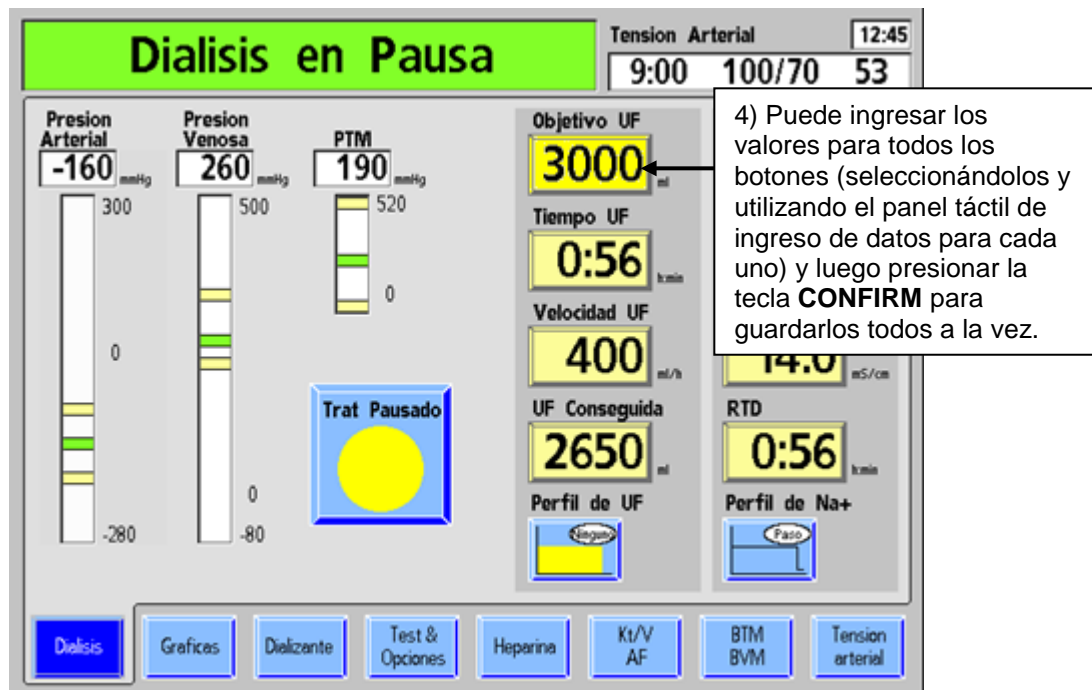 Dialisis en Pausa
Tension Arterial
12:45
9:00 100/70 53
Presion
Arterial
-160 mmHg
300
0
-280
Presion
Venosa
260 mmHg
500
0
-80
PTM
190 mmHg
520
0
Trat Pausado
Objetivo UF
3000 ml
Tiempo UF
0:56 h:min
Velocidad UF
400 ml/h
UF Conseguida
2650 ml
Perfil de UF
Ninguno
4) Puede ingresar los
valores para todos los
botones (seleccionándolos y
utilizando el panel táctil de
ingreso de datos para cada
uno) y luego presionar la
tecla CONFIRM para
guardarlos todos a la vez.
mS/cm
RTD
0:56 h:min
Perfil de Na+
Paso
Dialisis
Graficas
Dializante
Test &
Opciones
Heparina
Kt/V
AF
BTM
BVM
Tension
arterial